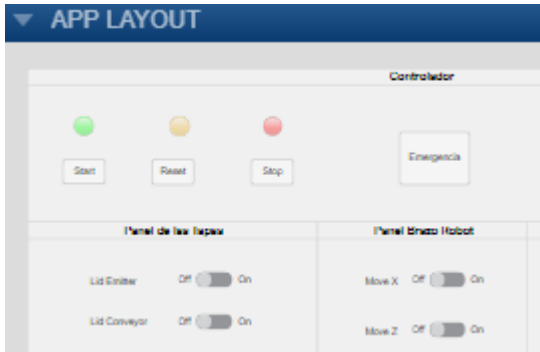 APP LAYOUT
Controlador
Start Reset Stop Emergencia
Panel de las Tapas Panel Brazo Robot
Lid Emitter Off On Move X Off On
Lid Conveyor Off On Move Z Off On